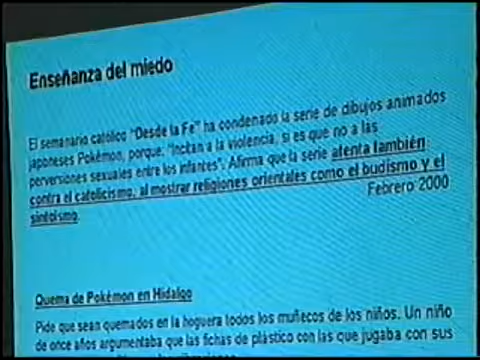 Enseñanza del miedo
El semanario católico "Desde la Fe" ha condenado la serie de dibujos animados
japoneses Pokémon, porque: "Incitan a la violencia, si es que no a las
perversiones sexuales entre los infantes". Afirma que la serie atenta también
contra el catolicismo, al mostrar religiones orientales como el budismo y el
sintoísmo.
Febrero 2000
Quema de Pokémon en Hidalgo
Pide que sean quemados en la hoguera todos los muñecos de los niños. Un niño
de once años argumentaba que las fichas de plástico con las que jugaba con sus